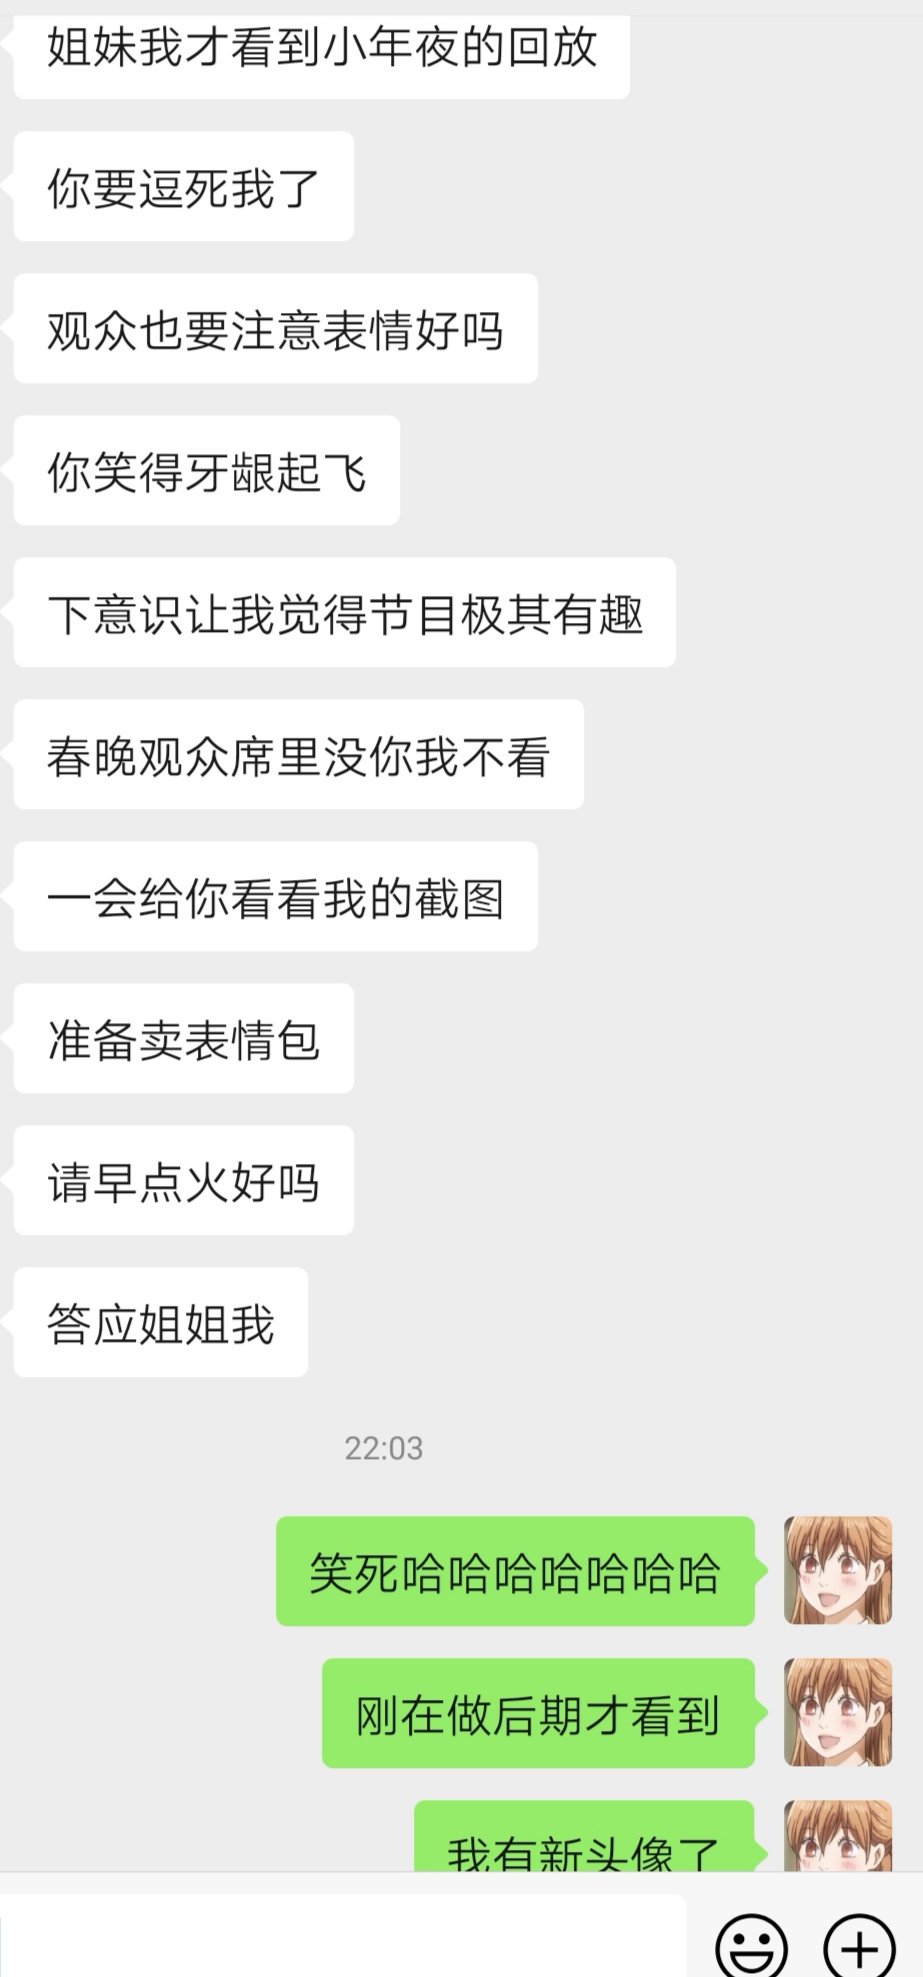 姐妹我才看到小年夜的回放
你要逗死我了
观众也要注意表情好吗
你笑得牙龈起飞
下意识让我觉得节目极其有趣
春晚观众席里没你我不看
一会给你看看我的截图
准备卖表情包
请早点火好吗
答应姐姐我
22:03
笑死哈哈哈哈哈哈哈
刚在做后期才看到
我有新头像了